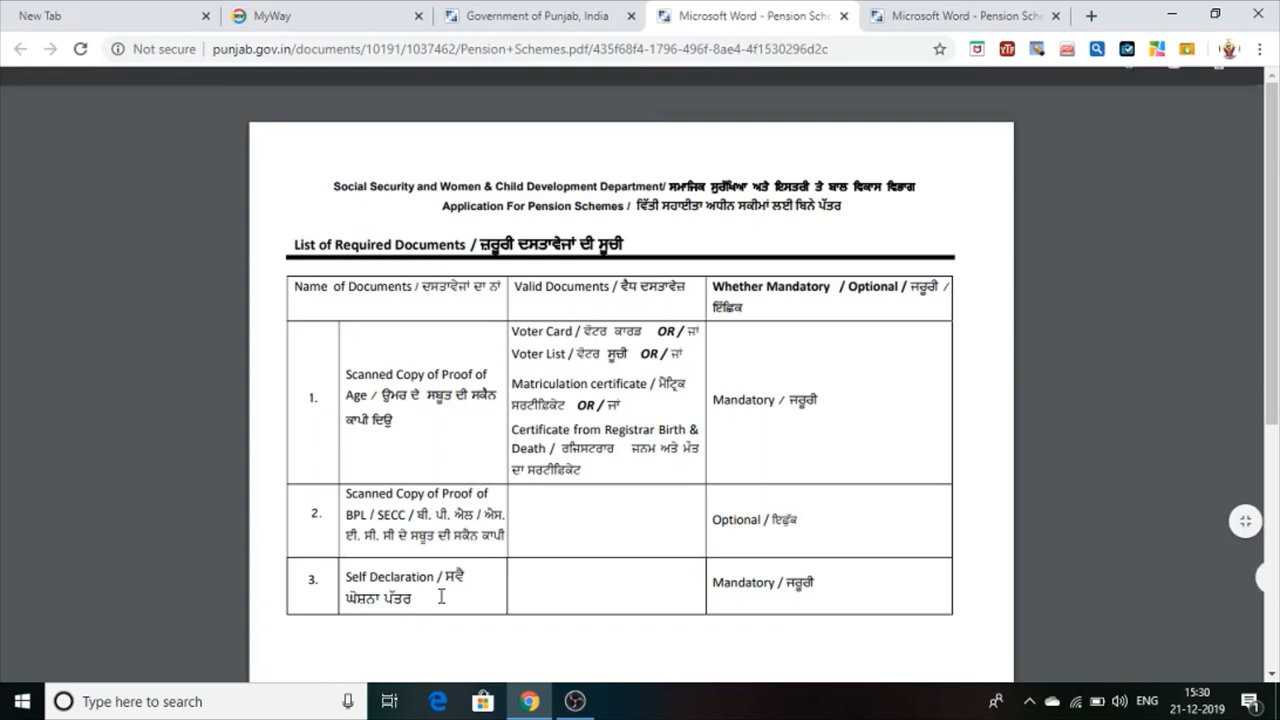 New Tab
MyWay
Government of Punjab, India
Microsoft Word - Pension Sche
Microsoft Word - Pension Sche
Not secure
punjab.gov.in/documents/10191/1037462/Pension+Schemes.pdf/435f68f4-1796-496f-8ae4-4f1530296d2c
Social Security and Women & Child Development Department/ ਸਮਾਜਿਕ ਸੁਰੱਖਿਆ ਅਤੇ ਇਸਤਰੀ ਤੇ ਬਾਲ ਵਿਕਾਸ ਵਿਭਾਗ
Application For Pension Schemes / ਵਿੱਤੀ ਸਹਾਇਤਾ ਅਧੀਨ ਸਕੀਮਾਂ ਲਈ ਬਿਨੇ ਪੱਤਰ
List of Required Documents / ਜ਼ਰੂਰੀ ਦਸਤਾਵੇਜਾਂ ਦੀ ਸੂਚੀ
Name of Documents / ਦਸਤਾਵੇਜਾਂ ਦਾ ਨਾਂ
Valid Documents / ਵੈਧ ਦਸਤਾਵੇਜ਼
Whether Mandatory / Optional / ਜਰੂਰੀ /
ਇੱਛਿਕ
1.
Scanned Copy of Proof of
Age / ਉਮਰ ਦੇ ਸਬੂਤ ਦੀ ਸਕੈਨ
ਕਾਪੀ ਦਿਉ
Voter Card / ਵੋਟਰ ਕਾਰਡ OR / ਜਾਂ
Voter List / ਵੋਟਰ ਸੂਚੀ OR / ਜਾਂ
Matriculation certificate / ਮੈਟ੍ਰਿਕ
ਸਰਟੀਫ਼ਿਕੇਟ OR / ਜਾਂ
Certificate from Registrar Birth &
Death / ਰਜਿਸਟਰਾਰ ਜਨਮ ਅਤੇ ਮੌਤ
ਦਾ ਸਰਟੀਫ਼ਿਕੇਟ
Mandatory / ਜਰੂਰੀ
2.
Scanned Copy of Proof of
BPL / SECC / ਬੀ. ਪੀ. ਐਲ / ਐਸ.
ਈ. ਸੀ. ਸੀ ਦੇ ਸਬੂਤ ਦੀ ਸਕੈਨ ਕਾਪੀ
Optional / ਇਛੁੱਕ
3.
Self Declaration / ਸਵੈ
ਘੋਸ਼ਨਾ ਪੱਤਰ
Mandatory / ਜਰੂਰੀ
Type here to search
ENG
15:30
21-12-2019